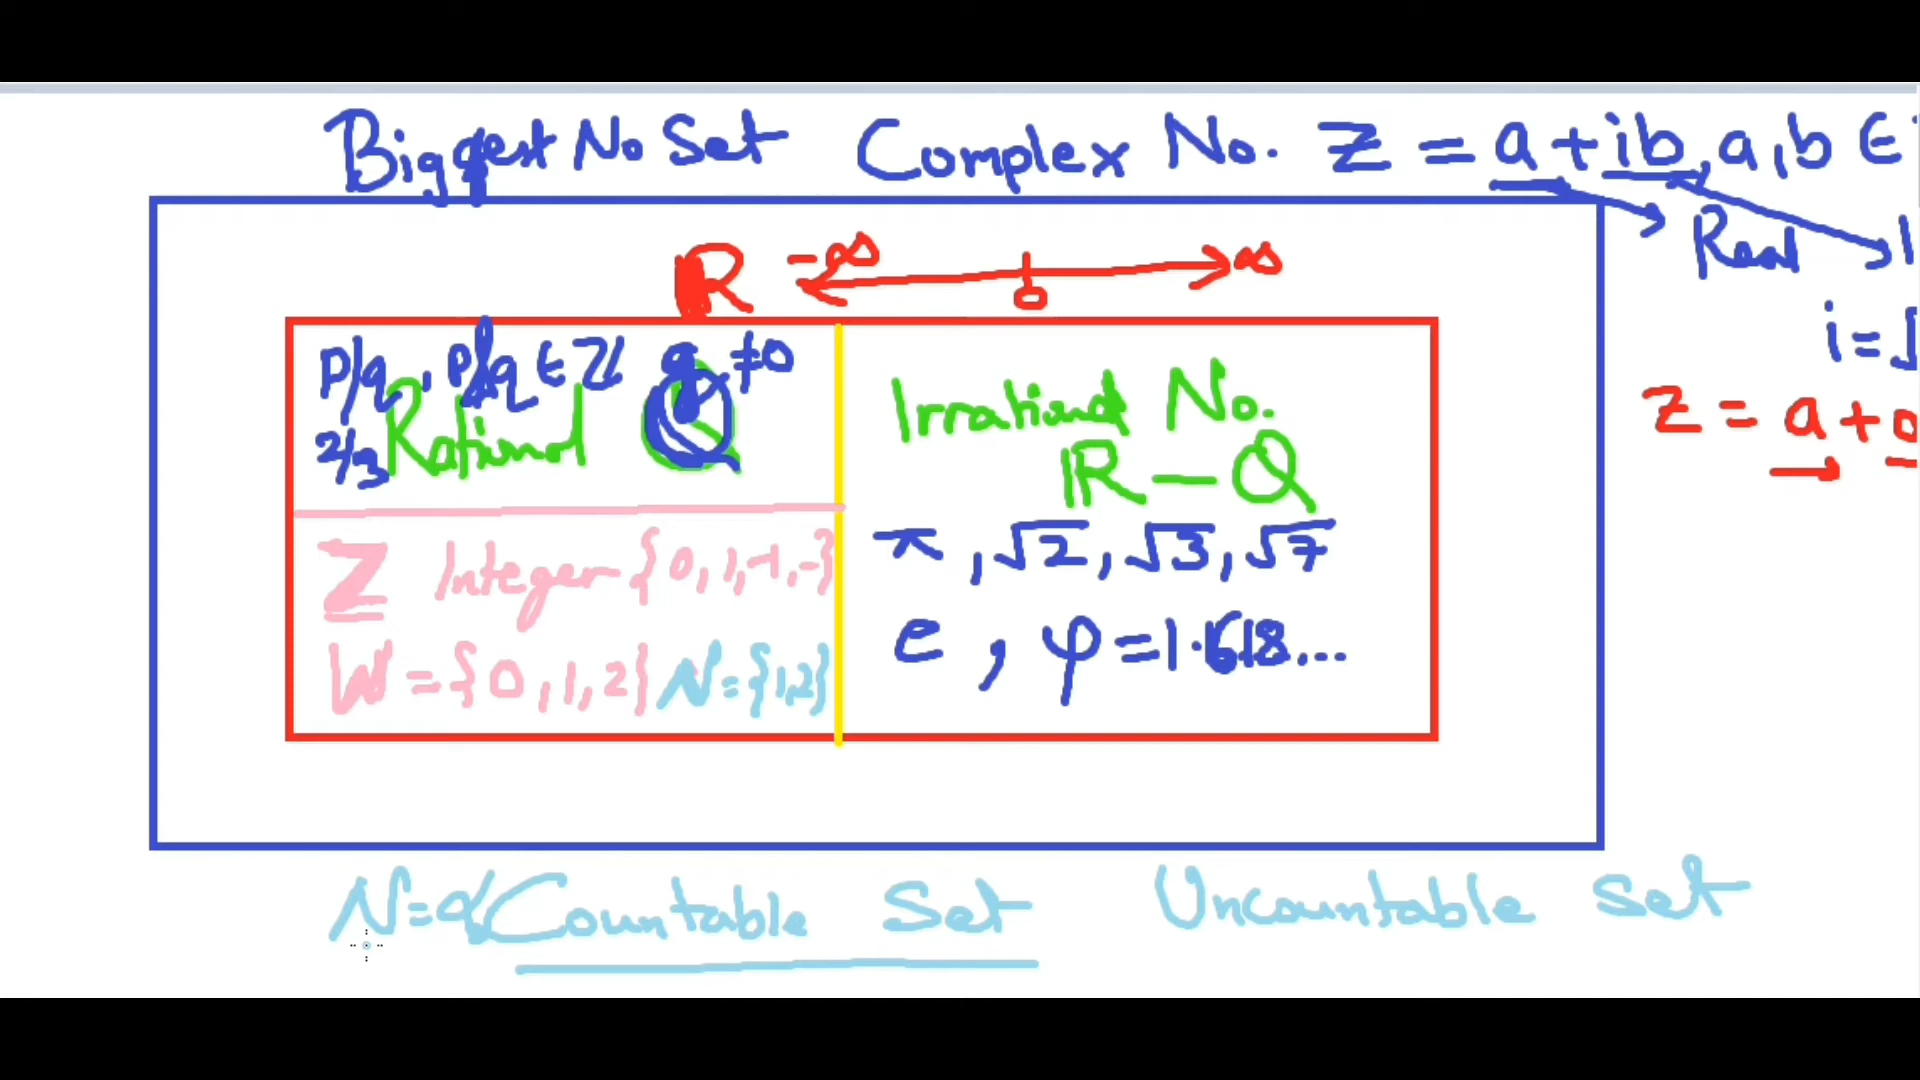 Biggest No Set Complex No. Z = a + ib, a, b ∈
Real
R -∞ 0 ∞
i = √
p/q, p/q ∈ ℤ q ≠ 0
2/3 Rational Q
Irrational No.
ℝ - Q
Z = a + 0
π, √2, √3, √7
Z Integer {0, 1, -1, -}
e, φ = 1.618...
W = {0, 1, 2} N = {1, 2}
N = Countable Set Uncountable Set